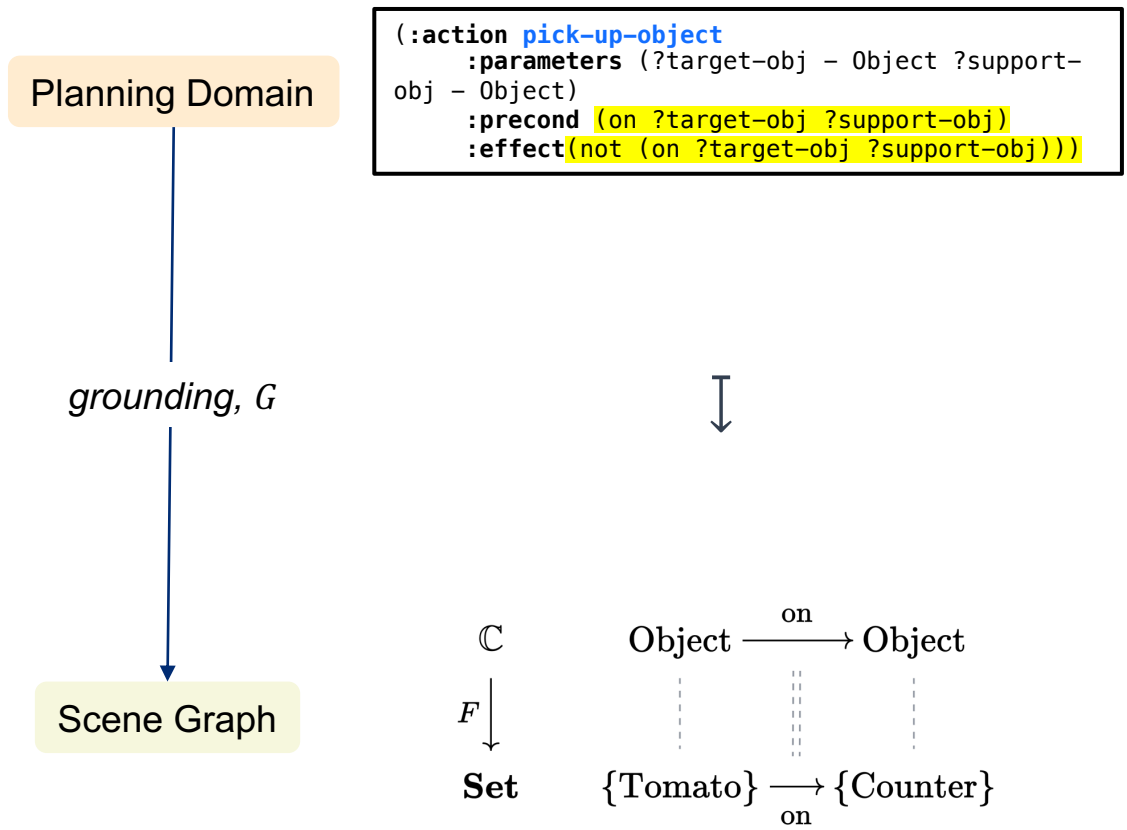 (:action pick-up-object
:parameters (?target-obj - Object ?support-
obj - Object)
:precond (on ?target-obj ?support-obj)
:effect(not (on ?target-obj ?support-obj)))
Planning Domain
grounding, G
Scene Graph
ℂ
F
Set
on
Object Object
{Tomato} {Counter}
on